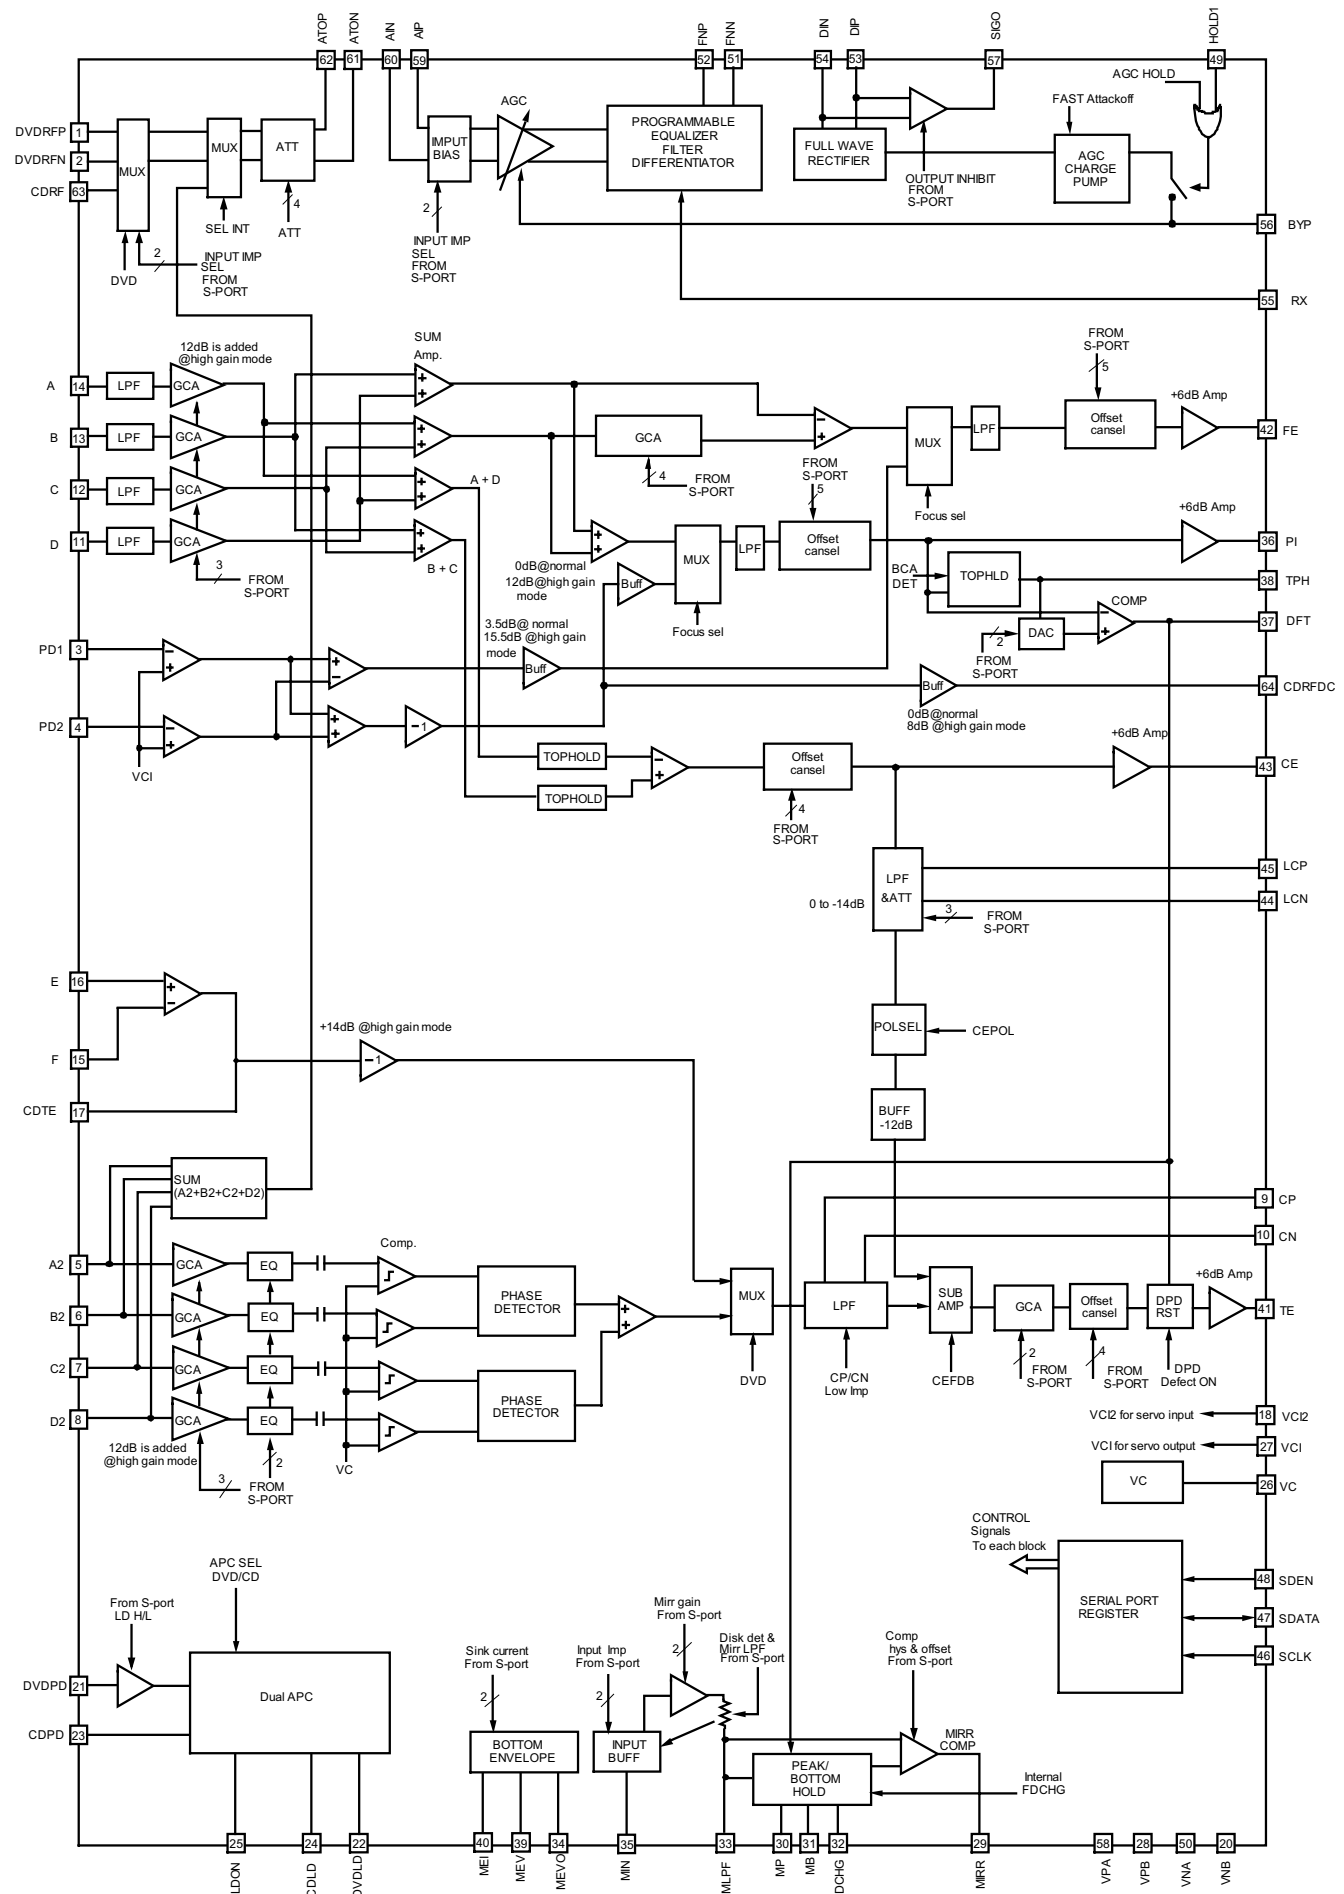 ATOP
ATON
AIN
AIP
FNP
FNN
DIN
DIP
SIGO
HOLD1
62
61
60
59
52
51
54
53
57
49
AGC HOLD
FAST Attackoff
AGC
DVDRFP
1
DVDRFN
2
CDRF
63
MUX
MUX
ATT
IMPUT
BIAS
PROGRAMMABLE
EQUALIZER
FILTER
DIFFERENTIATOR
FULL WAVE
RECTIFIER
AGC
CHARGE
PUMP
OUTPUT INHIBIT
FROM
S-PORT
4
SEL INT
ATT
2
INPUT IMP
SEL
FROM
S-PORT
56
BYP
DVD
2
INPUT IMP
SEL
FROM
S-PORT
55
RX
12dB is added
@high gain mode
SUM
Amp.
FROM
S-PORT
5
A
14
LPF
GCA
+6dB Amp
B
13
LPF
GCA
GCA
MUX
LPF
Offset
cansel
42
FE
4
FROM
S-PORT
FROM
S-PORT
5
C
12
LPF
GCA
A + D
Focus sel
+6dB Amp
D
11
LPF
GCA
B + C
MUX
LPF
Offset
cansel
36
PI
3
FROM
S-PORT
0dB@normal
12dB@high gain
mode
Buff
Focus sel
BCA
DET
TOPHLD
38
TPH
COMP
DAC
2
FROM
S-PORT
37
DFT
3.5dB@ normal
15.5dB@high gain
mode
Buff
PD1
3
Buff
64
CDRFDC
0dB@normal
8dB@high gain mode
PD2
4
−1
VCI
TOPHOLD
TOPHOLD
Offset
cansel
4
FROM
S-PORT
+6dB Amp
43
CE
LPF
&ATT
0 to -14dB
3
FROM
S-PORT
45
LCP
44
LCN
E
16
F
15
+14dB @high gain mode
−1
POLSEL
CEPOL
CDTE
17
BUFF
-12dB
SUM
(A2+B2+C2+D2)
9
CP
10
CN
A2
5
GCA
EQ
Comp.
PHASE
DETECTOR
B2
6
GCA
EQ
MUX
LPF
SUB
AMP
GCA
Offset
cansel
DPD
RST
+6dB Amp
41
TE
C2
7
GCA
EQ
PHASE
DETECTOR
DVD
CP/CN
Low Imp
CEFDB
2
FROM
S-PORT
4
FROM
S-PORT
DPD
Defect ON
D2
8
GCA
EQ
VCI2 for servo input
18
VCI2
12dB is added
@high gain mode
3
2
FROM
S-PORT
VC
VCI for servo output
27
VCI
VC
26
VC
CONTROL
Signals
To each block
SERIAL PORT
REGISTER
48
SDEN
47
SDATA
46
SCLK
APC SEL
DVD/CD
From S-port
LD H/L
DVDPD
21
CDPD
23
Dual APC
Sink current
From S-port
2
BOTTOM
ENVELOPE
Input Imp
From S-port
2
INPUT
BUFF
Mirr gain
From S-port
2
Disk det &
Mirr LPF
From S-port
Comp
hys & offset
From S-port
PEAK/
BOTTOM
HOLD
MIRR
COMP
Internal
FDCHG
25
24
22
40
39
34
35
33
30
31
32
29
58
28
50
20
LDON
CDLD
DVDLD
MEI
MEV
MEVO
MIN
MLPF
MP
MB
DCHG
MIRR
VPA
VPB
VNA
VNB